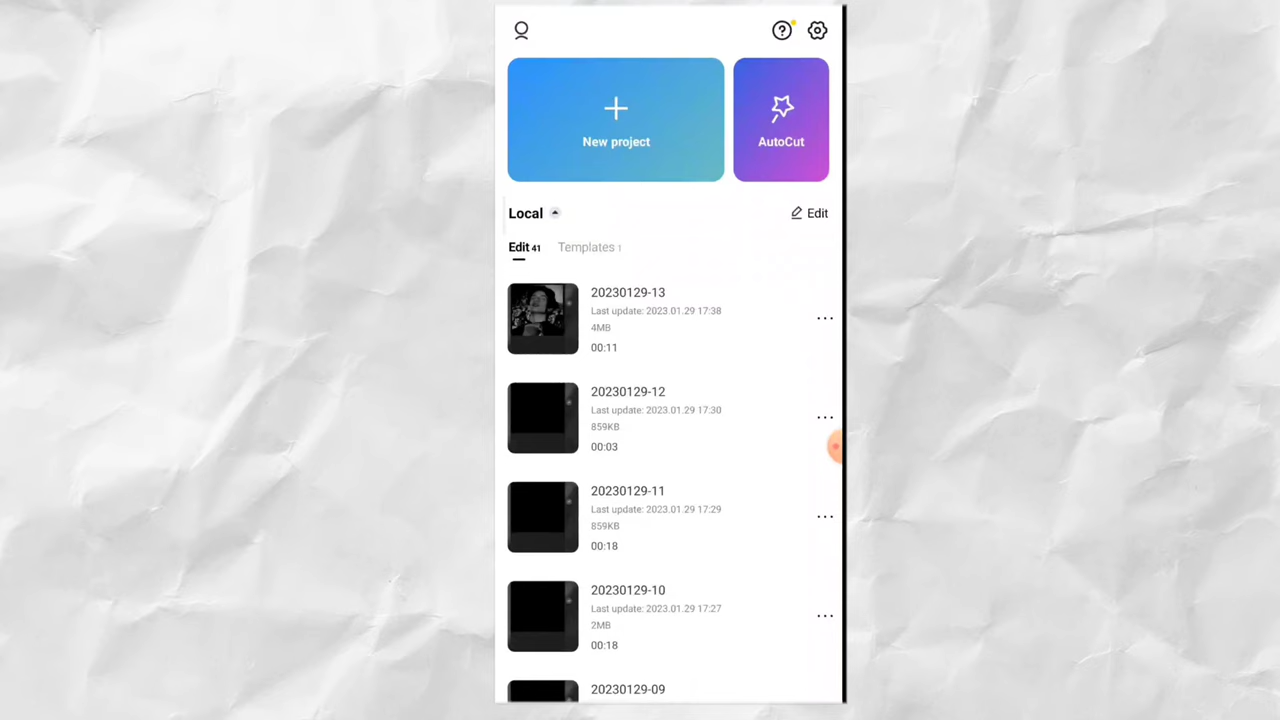 New project
AutoCut
Local
Edit
Edit 41
Templates 1
20230129-13
Last update: 2023.01.29 17:38
4MB
00:11
20230129-12
Last update: 2023.01.29 17:30
859KB
00:03
20230129-11
Last update: 2023.01.29 17:29
859KB
00:18
20230129-10
Last update: 2023.01.29 17:27
2MB
00:18
20230129-09